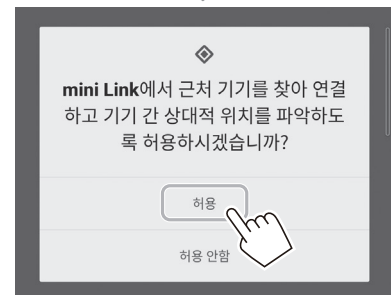 mini Link에서 근처 기기를 찾아 연결
하고 기기 간 상대적 위치를 파악하도
록 허용하시겠습니까?
허용
허용 안함